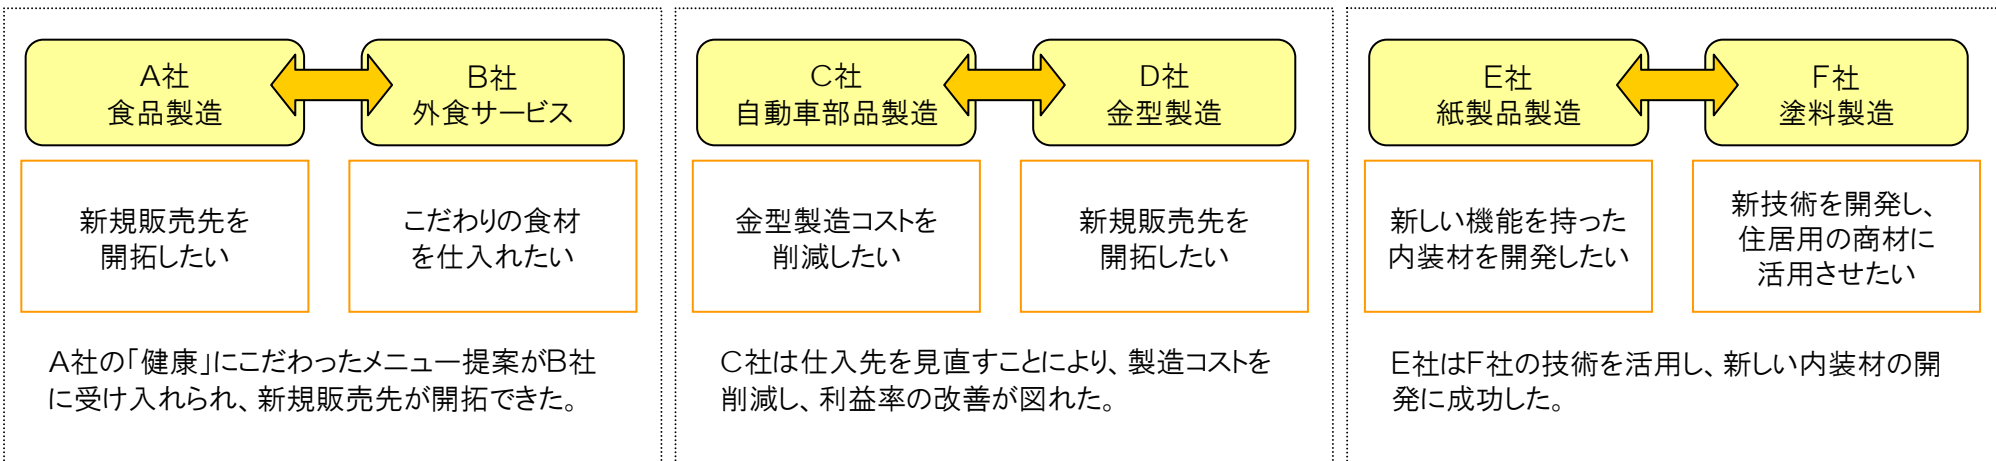 A社
食品製造
B社
外食サービス
新規販売先を
開拓したい
こだわりの食材
を仕入れたい
A社の「健康」にこだわったメニュー提案がB社
に受け入れられ、新規販売先が開拓できた。
C社
自動車部品製造
D社
金型製造
金型製造コストを
削減したい
新規販売先を
開拓したい
C社は仕入先を見直すことにより、製造コストを
削減し、利益率の改善が図れた。
E社
紙製品製造
F社
塗料製造
新しい機能を持った
内装材を開発したい
新技術を開発し、
住居用の商材に
活用させたい
E社はF社の技術を活用し、新しい内装材の開
発に成功した。